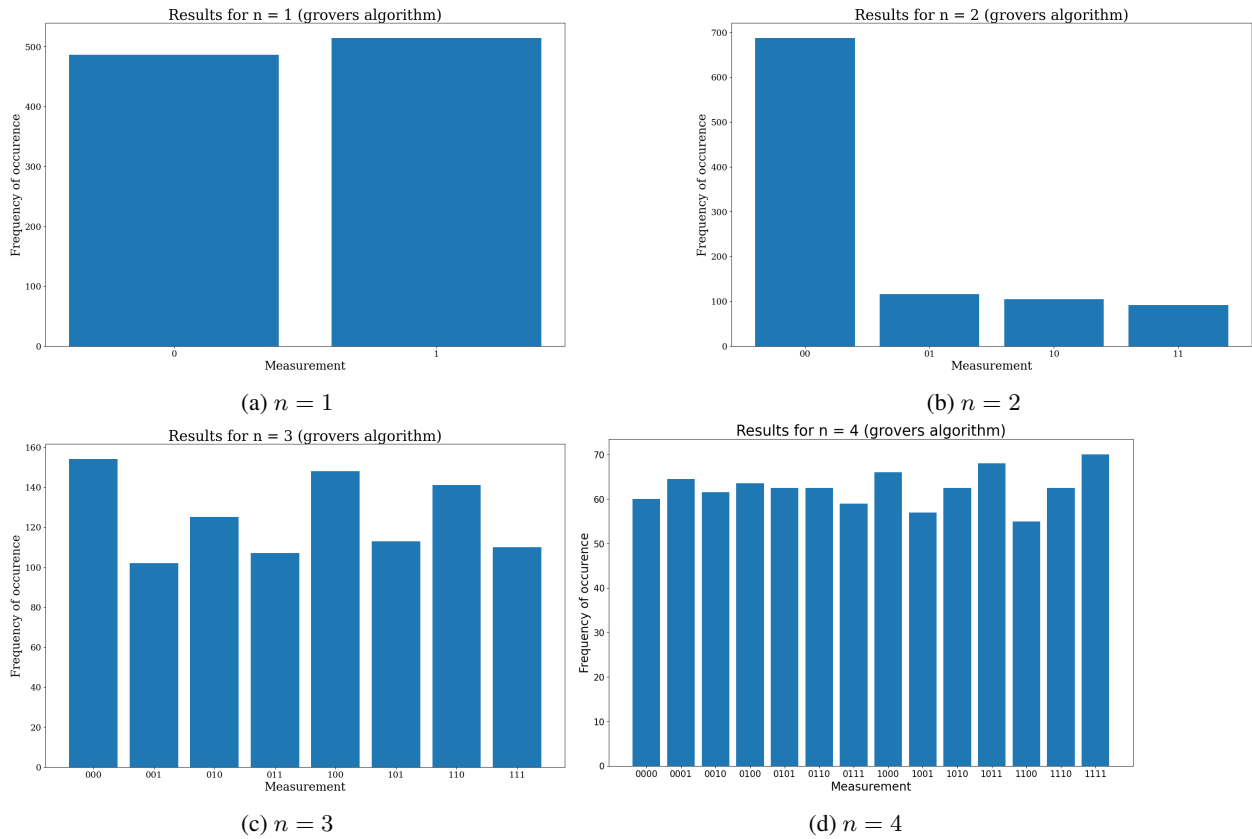 Results for n = 1 (grovers algorithm)
Frequency of occurence
500
400
300
200
100
0
0 1
Measurement
(a) n = 1
Results for n = 2 (grovers algorithm)
Frequency of occurence
700
600
500
400
300
200
100
0
00 01 10 11
Measurement
(b) n = 2
Results for n = 3 (grovers algorithm)
Frequency of occurence
160
140
120
100
80
60
40
20
0
000 001 010 011 100 101 110 111
Measurement
(c) n = 3
Results for n = 4 (grovers algorithm)
Frequency of occurence
70
60
50
40
30
20
10
0
0000 0001 0010 0100 0101 0110 0111 1000 1001 1010 1011 1100 1110 1111
Measurement
(d) n = 4